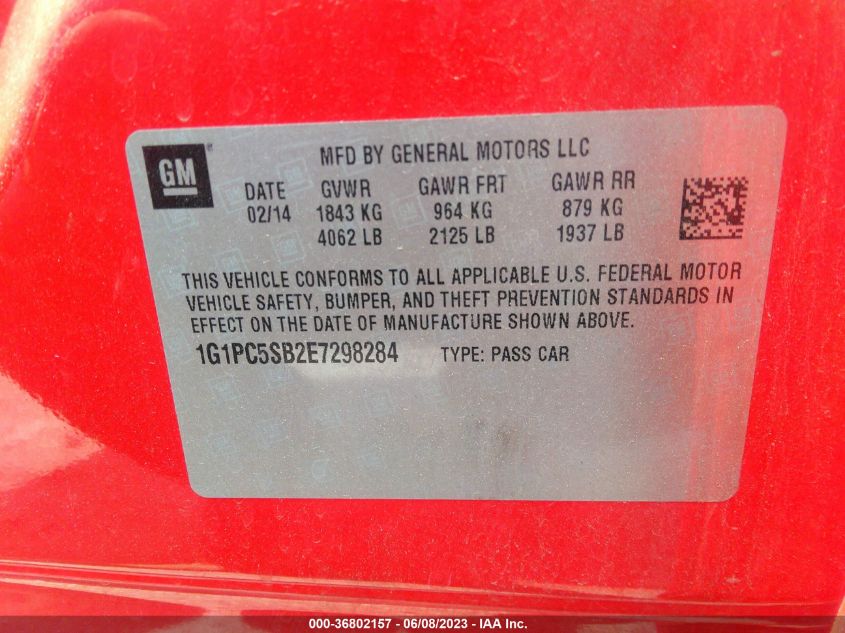 GM®
MFD BY GENERAL MOTORS LLC
DATE GVWR GAWR FRT GAWR RR
02/14 1843 KG 964 KG 879 KG
4062 LB 2125 LB 1937 LB
THIS VEHICLE CONFORMS TO ALL APPLICABLE U.S. FEDERAL MOTOR
VEHICLE SAFETY, BUMPER, AND THEFT PREVENTION STANDARDS IN
EFFECT ON THE DATE OF MANUFACTURE SHOWN ABOVE.
1G1PC5SB2E7298284 TYPE: PASS CAR
000-36802157 - 06/08/2023 - IAA Inc.